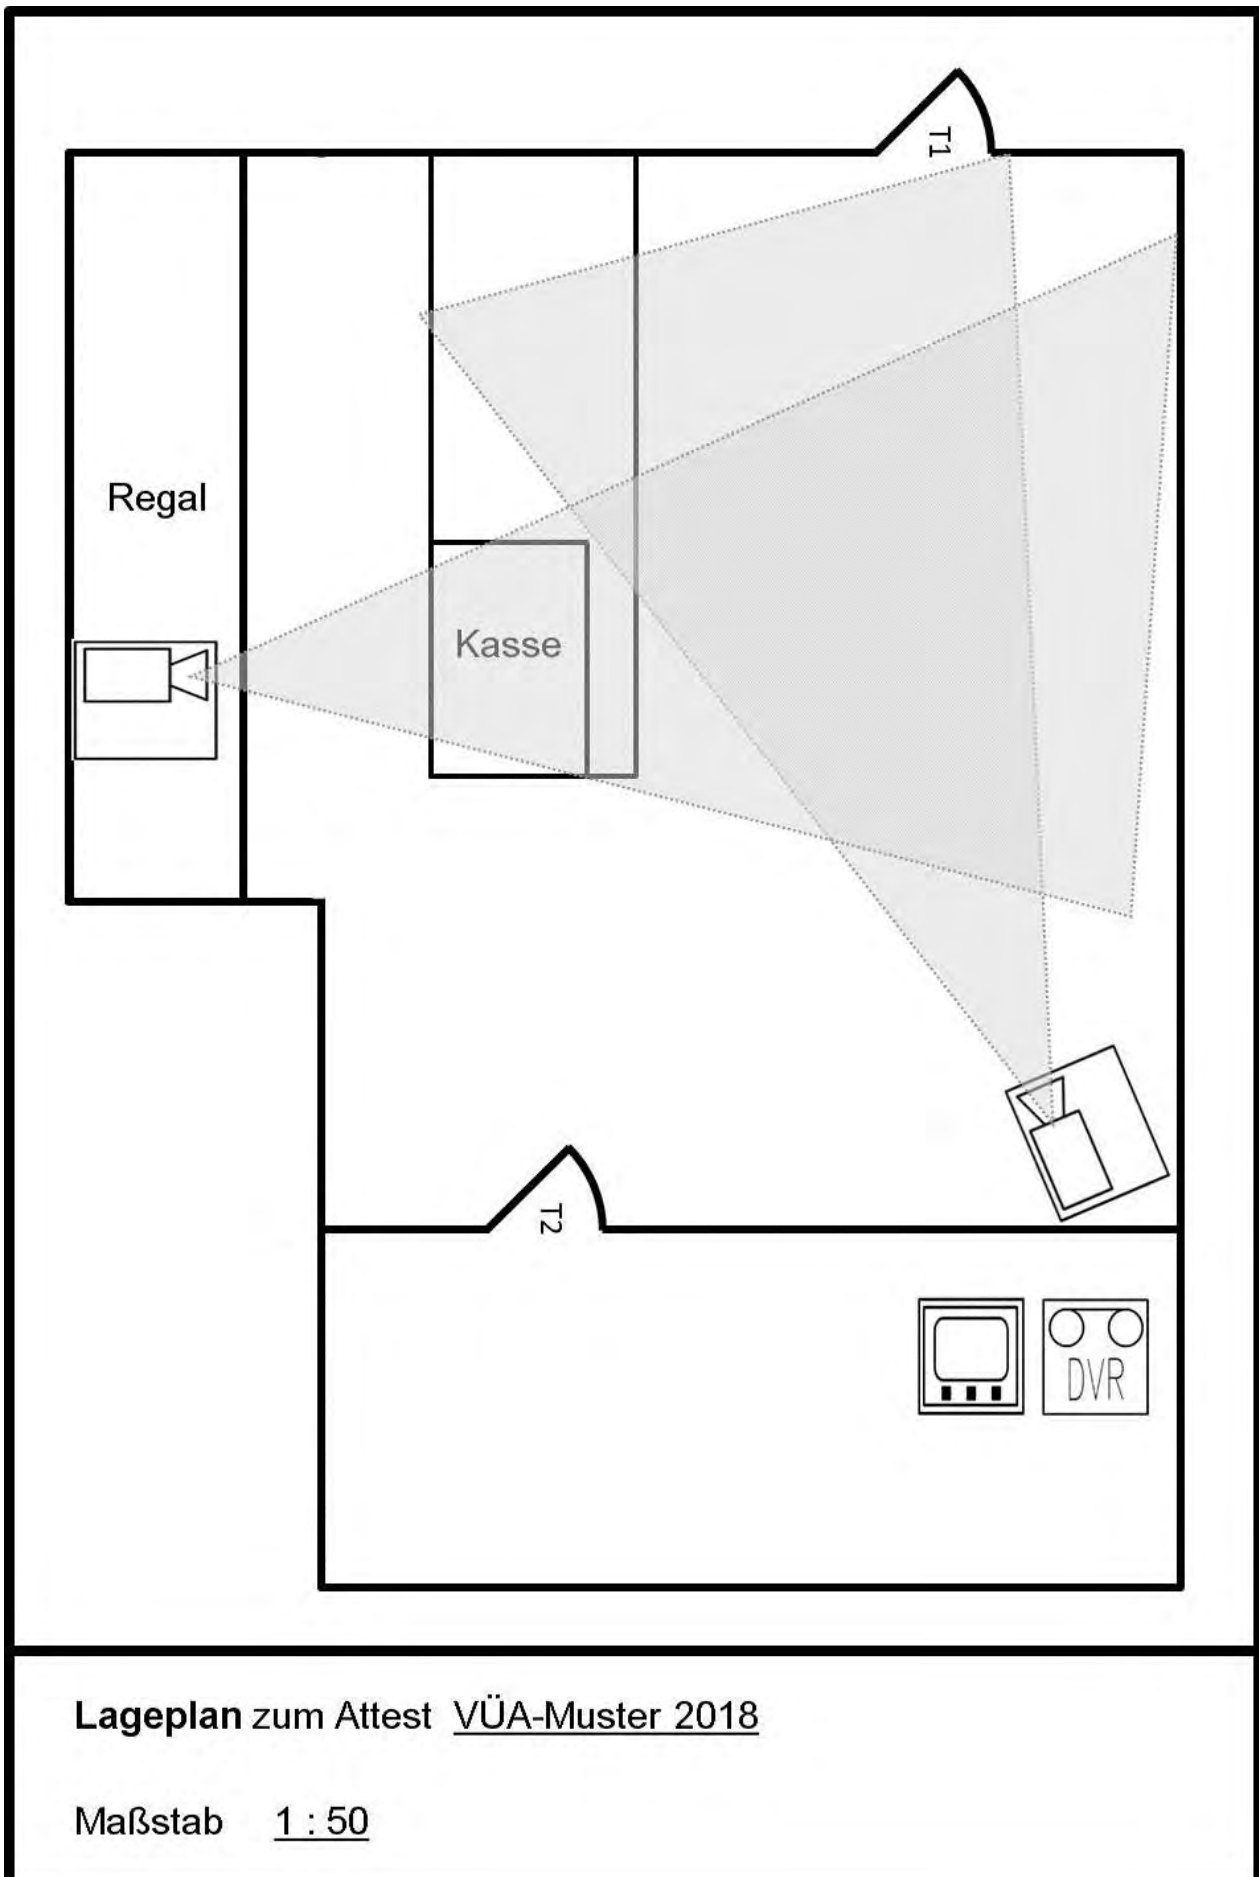 T1
Regal
Kasse
T2
DVR
Lageplan zum Attest VÜA-Muster 2018
Maßstab 1 : 50